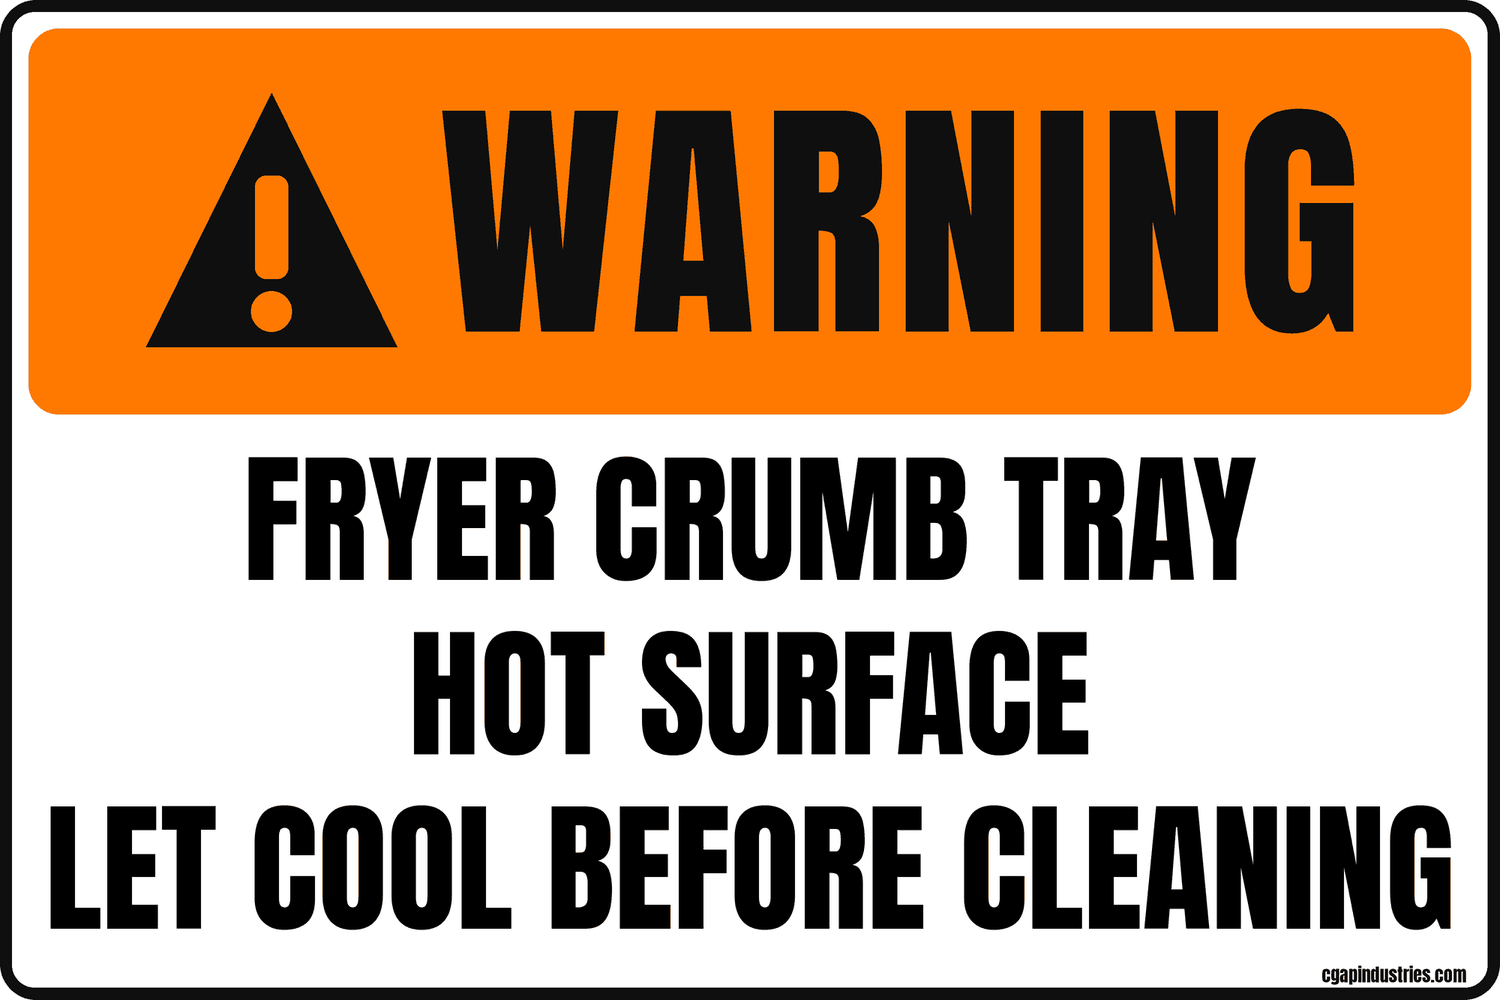 WARNING
FRYER CRUMB TRAY
HOT SURFACE
LET COOL BEFORE CLEANING
cgapindustries.com